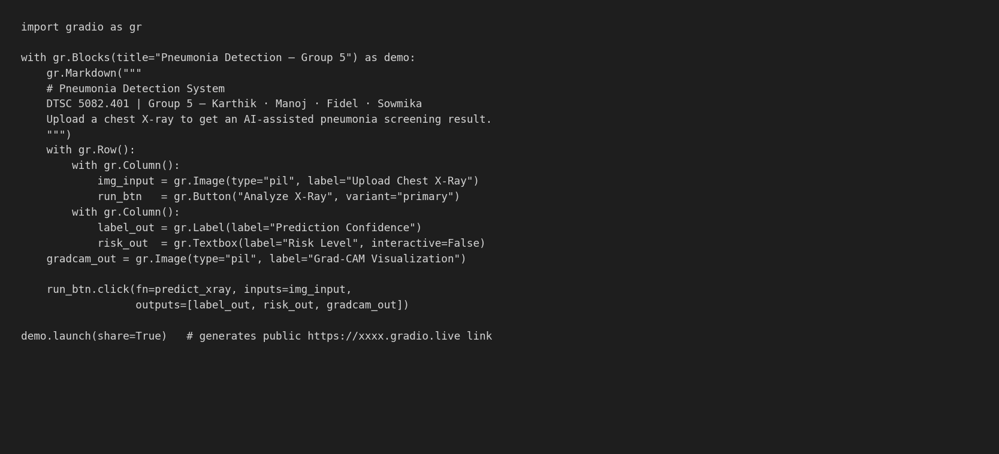 import gradio as gr

with gr.Blocks(title="Pneumonia Detection — Group 5") as demo:
    gr.Markdown("""
    # Pneumonia Detection System
    DTSC 5082.401 | Group 5 — Karthik · Manoj · Fidel · Sowmika
    Upload a chest X-ray to get an AI-assisted pneumonia screening result.
    """)
    with gr.Row():
        with gr.Column():
            img_input = gr.Image(type="pil", label="Upload Chest X-Ray")
            run_btn   = gr.Button("Analyze X-Ray", variant="primary")
        with gr.Column():
            label_out = gr.Label(label="Prediction Confidence")
            risk_out  = gr.Textbox(label="Risk Level", interactive=False)
    gradcam_out = gr.Image(type="pil", label="Grad-CAM Visualization")

    run_btn.click(fn=predict_xray, inputs=img_input,
                  outputs=[label_out, risk_out, gradcam_out])

demo.launch(share=True)   # generates public https://xxxx.gradio.live link